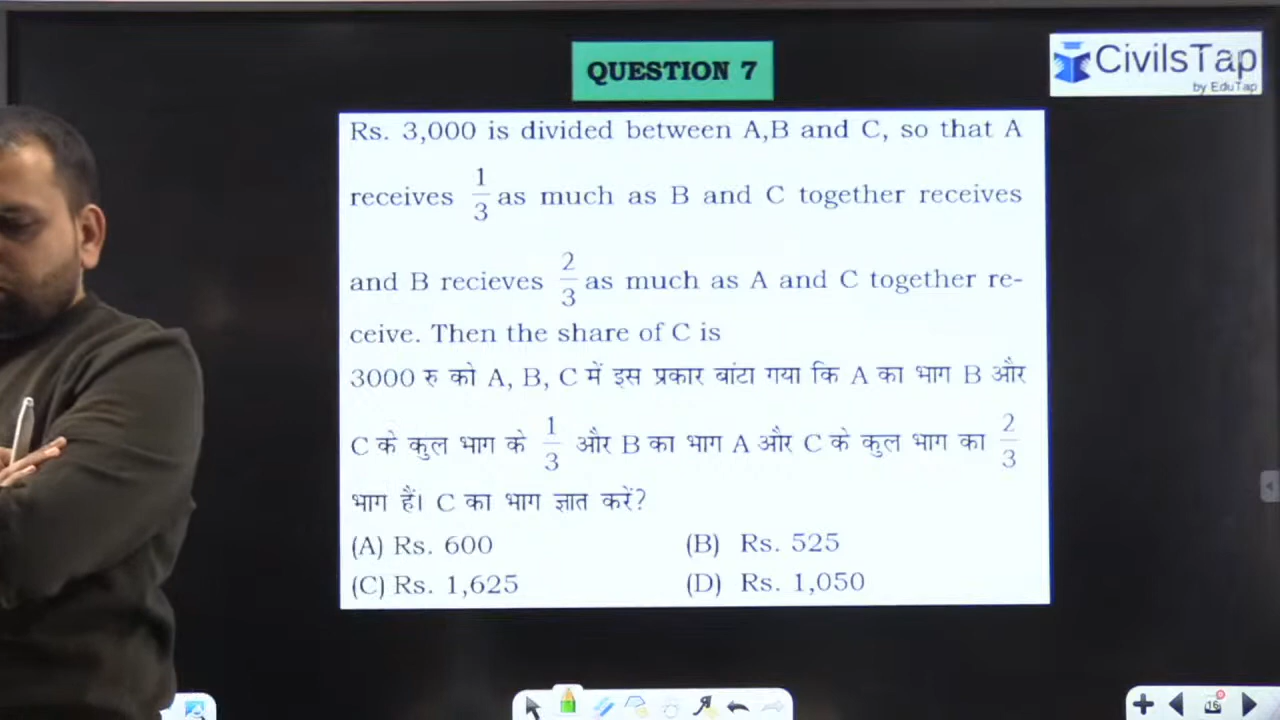 QUESTION 7
CivilsTap
by EduTap
Rs. 3,000 is divided between A,B and C, so that A
receives 1/3 as much as B and C together receives
and B recieves 2/3 as much as A and C together re-
ceive. Then the share of C is
3000 रु को A, B, C में इस प्रकार बांटा गया कि A का भाग B और
C के कुल भाग के 1/3 और B का भाग A और C के कुल भाग का 2/3
भाग हैं। C का भाग ज्ञात करें?
(A) Rs. 600 (B) Rs. 525
(C) Rs. 1,625 (D) Rs. 1,050
16